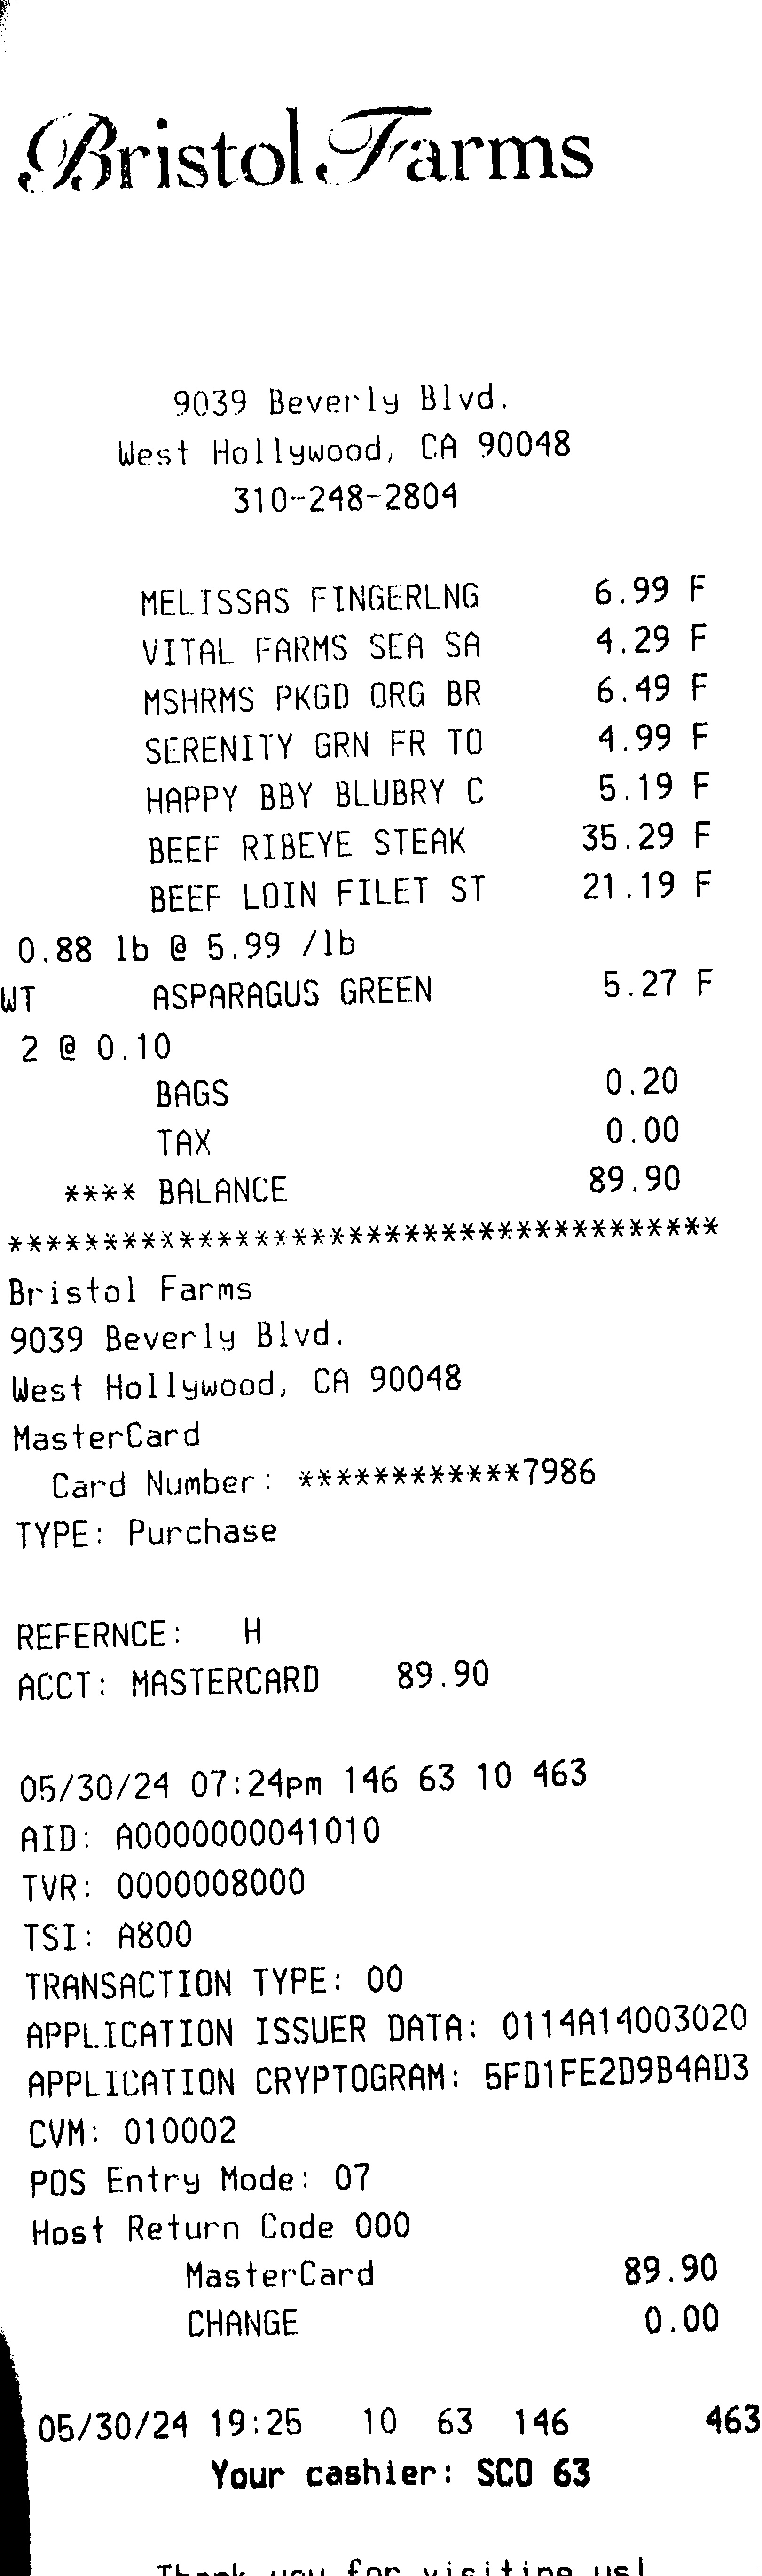 Bristol Farms
9039 Beverly Blvd.
West Hollywood, CA 90048
310-248-2804
MELISSAS FINGERLNG 6.99 F
VITAL FARMS SEA SA 4.29 F
MSHRMS PKGD ORG BR 6.49 F
SERENITY GRN FR TO 4.99 F
HAPPY BBY BLUBRY C 5.19 F
BEEF RIBEYE STEAK 35.29 F
BEEF LOIN FILET ST 21.19 F
0.88 lb @ 5.99 /lb
WT ASPARAGUS GREEN 5.27 F
2 @ 0.10
BAGS 0.20
TAX 0.00
**** BALANCE 89.90
**************************************
Bristol Farms
9039 Beverly Blvd.
West Hollywood, CA 90048
MasterCard
Card Number: ************7986
TYPE: Purchase
REFERNCE: H
ACCT: MASTERCARD 89.90
05/30/24 07:24pm 146 63 10 463
AID: A0000000041010
TVR: 0000008000
TSI: A800
TRANSACTION TYPE: 00
APPLICATION ISSUER DATA: 0114A14003020
APPLICATION CRYPTOGRAM: 5FD1FE2D9B4AD3
CVM: 010002
POS Entry Mode: 07
Host Return Code 000
MasterCard 89.90
CHANGE 0.00
05/30/24 19:25 10 63 146 463
Your cashier: SCO 63
Thank you for visiting us!